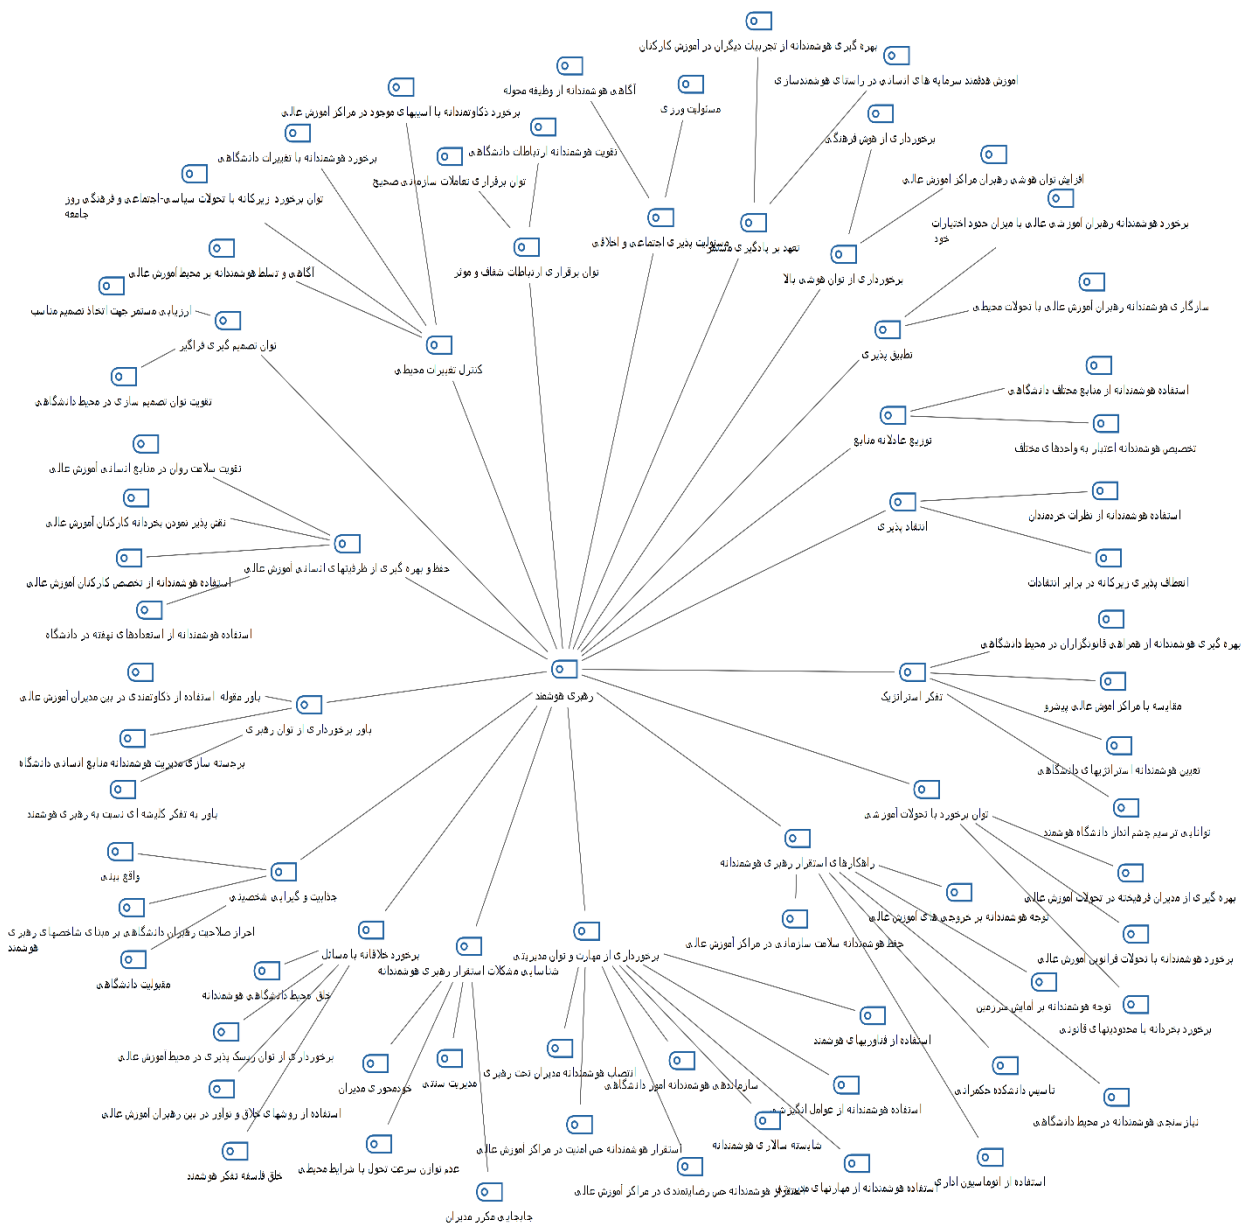 بهره گیری هوشمندانه از تجربیات دیگران در آموزش کارکنان
آموزش هدفمند سرمایه های انسانی در راستای هوشمندسازی
آگاهی هوشمندانه از وظیفه محوله
مسئولیت ورزی
برخورد ذکاوتمندانه با آسیبهای موجود در مراکز آموزش عالی
برخورداری از هوش فرهنگی
تقویت هوشمندانه ارتباطات دانشگاهی
برخورد هوشمندانه با تغییرات دانشگاهی
افزایش توان هوشی رهبران مراکز آموزش عالی
توان برقراری تعاملات سازمانی صحیح
توان برخورد زیرکانه با تحولات سیاسی-اجتماعی و فرهنگی روز
جامعه
برخورد هوشمندانه رهبران آموزشی عالی با میزان حدود اختیارات
خود
مسئولیت پذیری اجتماعی و اخلاقی
تعهد بر یادگیری مستمر
توان برقراری ارتباطات شفاف و موثر
برخورداری از توان هوشی بالا
آگاهی و تسلط هوشمندانه بر محیط آموزش عالی
سازگاری هوشمندانه رهبران آموزش عالی با تحولات محیطی
ارزیابی مستمر جهت اتخاذ تصمیم مناسب
توان تصمیم گیری فراگیر
تطبیق پذیری
کنترل تغییرات محیطی
استفاده هوشمندانه از منابع مختلف دانشگاهی
تقویت توان تصمیم سازی در محیط دانشگاهی
توزیع عادلانه منابع
تخصیص هوشمندانه اعتبار به واحدهای مختلف
تقویت سلامت روان در منابع انسانی آموزش عالی
استفاده هوشمندانه از نظرات خردمندان
نقش پذیر نمودن بخردانه کارکنان آموزش عالی
انتقاد پذیری
حفظ و بهره گیری از ظرفیتهای انسانی آموزش عالی
استفاده هوشمندانه از تخصص کارکنان آموزش عالی
انعطاف پذیری زیرکانه در برابر انتقادات
استفاده هوشمندانه از استعدادهای نهفته در دانشگاه
بهره گیری هوشمندانه از همراهی قانونگزاران در محیط دانشگاهی
رهبری هوشمند
تفکر استراتژیک
باور مقوله استفاده از ذکاوتمندی در بین مدیران آموزش عالی
مقایسه با مراکز آموش عالی پیشرو
باور برخورداری از توان رهبری
برجسته سازی مدیریت هوشمندانه منابع انسانی دانشگاه
تعیین هوشمندانه استراتژیهای دانشگاهی
باور به تفکر کلیشه ای نسبت به رهبری هوشمند
توان برخورد با تحولات آموزشی
توانایی ترسیم چشم انداز دانشگاه هوشمند
راهکارهای استقرار رهبری هوشمندانه
واقع بینی
جذابیت و گیرایی شخصیتی
بهره گیری از مدیران فرهیخته در تحولات آموزش عالی
توجه هوشمندانه بر خروجی های آموزش عالی
احراز صلاحیت رهبران دانشگاهی بر مبنای شاخصهای رهبری
هوشمند
حفظ هوشمندانه سلامت سازمانی در مراکز آموزش عالی
برخورداری از مهارت و توان مدیریتی
برخورد خلاقانه با مسائل
برخورد هوشمندانه با تحولات قوانین آموزش عالی
شناسایی مشکلات استقرار رهبری هوشمندانه
مقبولیت دانشگاهی
خلق محیط دانشگاهی هوشمندانه
توجه هوشمندانه بر آمایش سرزمین
برخورد بخردانه با محدودیتهای قانونی
استفاده از فناوریهای هوشمند
برخورداری از توان ریسک پذیری در محیط آموزش عالی
انتصاب هوشمندانه مدیران تحت رهبری
سازماندهی هوشمندانه امور دانشگاهی
مدیریت سنتی
خودمحوری مدیران
تاسیس دانشکده حکمرانی
استفاده از روشهای خلاق و نوآور در بین رهبران آموزش عالی
استفاده هوشمندانه از عوامل انگیزشی
نیازسنجی هوشمندانه در محیط دانشگاهی
شایسته سالاری هوشمندانه
استقرار هوشمندانه حس امنیت در مراکز آموزش عالی
عدم توازن سرعت تحول با شرایط محیطی
خلق فلسفه تفکر هوشمند
استفاده از اتوماسیون اداری
استفاده هوشمندانه از مهارتهای مدیریتی
استقرار هوشمندانه حس رضایتمندی در مراکز آموزش عالی
جابجایی مکرر مدیران